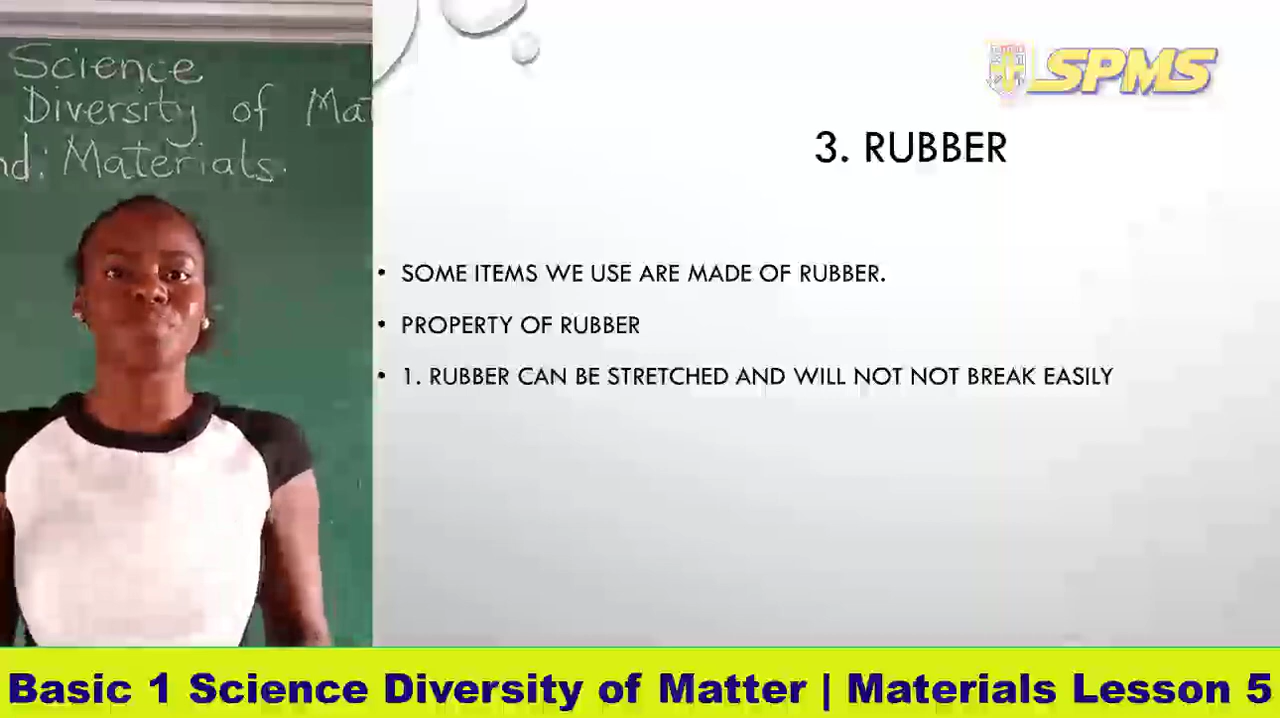 Science
Diversity of Mat
nd: Materials.
SPMS
3. RUBBER
• SOME ITEMS WE USE ARE MADE OF RUBBER.
• PROPERTY OF RUBBER
• 1. RUBBER CAN BE STRETCHED AND WILL NOT NOT BREAK EASILY
Basic 1 Science Diversity of Matter | Materials Lesson 5